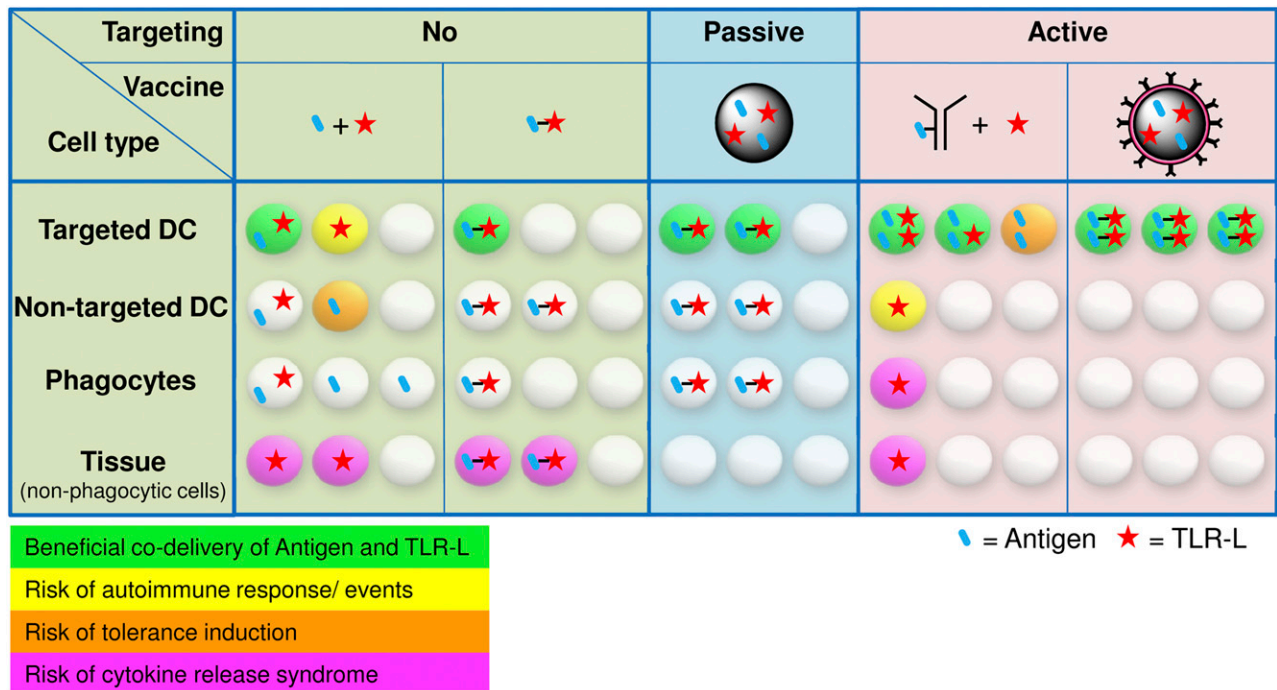 Targeting No Passive Active
Vaccine
Cell type
+
+
Targeted DC
Non-targeted DC
Phagocytes
Tissue
(non-phagocytic cells)
Beneficial co-delivery of Antigen and TLR-L
= Antigen = TLR-L
Risk of autoimmune response/ events
Risk of tolerance induction
Risk of cytokine release syndrome